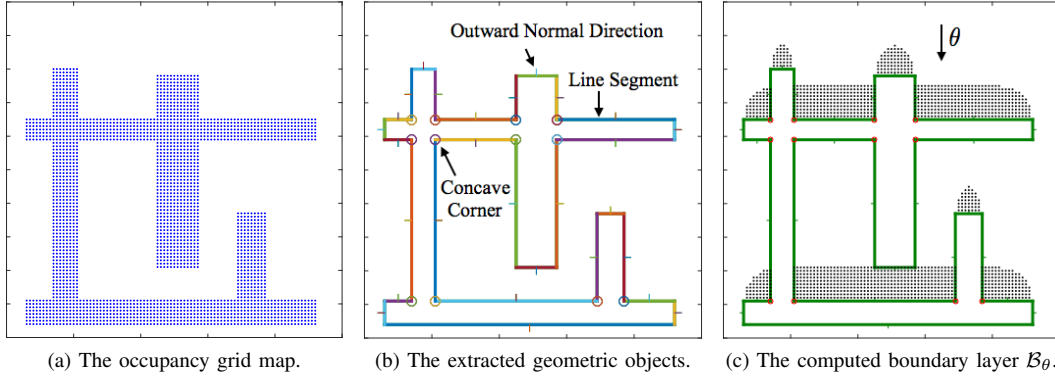 Outward Normal Direction
Line Segment
Concave
Corner
θ
(a) The occupancy grid map.
(b) The extracted geometric objects.
(c) The computed boundary layer ℬ_θ.